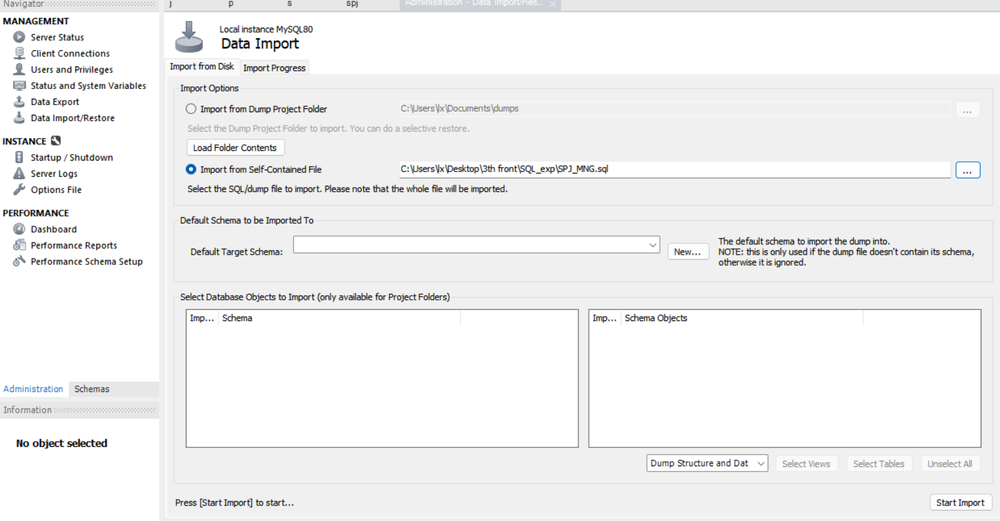 Navigator
MANAGEMENT
Server Status
Client Connections
Users and Privileges
Status and System Variables
Data Export
Data Import/Restore
INSTANCE
Startup / Shutdown
Server Logs
Options File
PERFORMANCE
Dashboard
Performance Reports
Performance Schema Setup
Administration Schemas
Information
No object selected
j p s spj Administration - Data Import/Res...
Local instance MySQL80
Data Import
Import from Disk Import Progress
Import Options
Import from Dump Project Folder C:\Users\lx\Documents\dumps ...
Select the Dump Project Folder to import. You can do a selective restore.
Load Folder Contents
Import from Self-Contained File C:\Users\lx\Desktop\3th front\SQL_exp\SPJ_MNG.sql ...
Select the SQL/dump file to import. Please note that the whole file will be imported.
Default Schema to be Imported To
Default Target Schema: New...
The default schema to import the dump into.
NOTE: this is only used if the dump file doesn't contain its schema,
otherwise it is ignored.
Select Database Objects to Import (only available for Project Folders)
Imp... Schema Imp... Schema Objects
Dump Structure and Dat Select Views Select Tables Unselect All
Press [Start Import] to start... Start Import